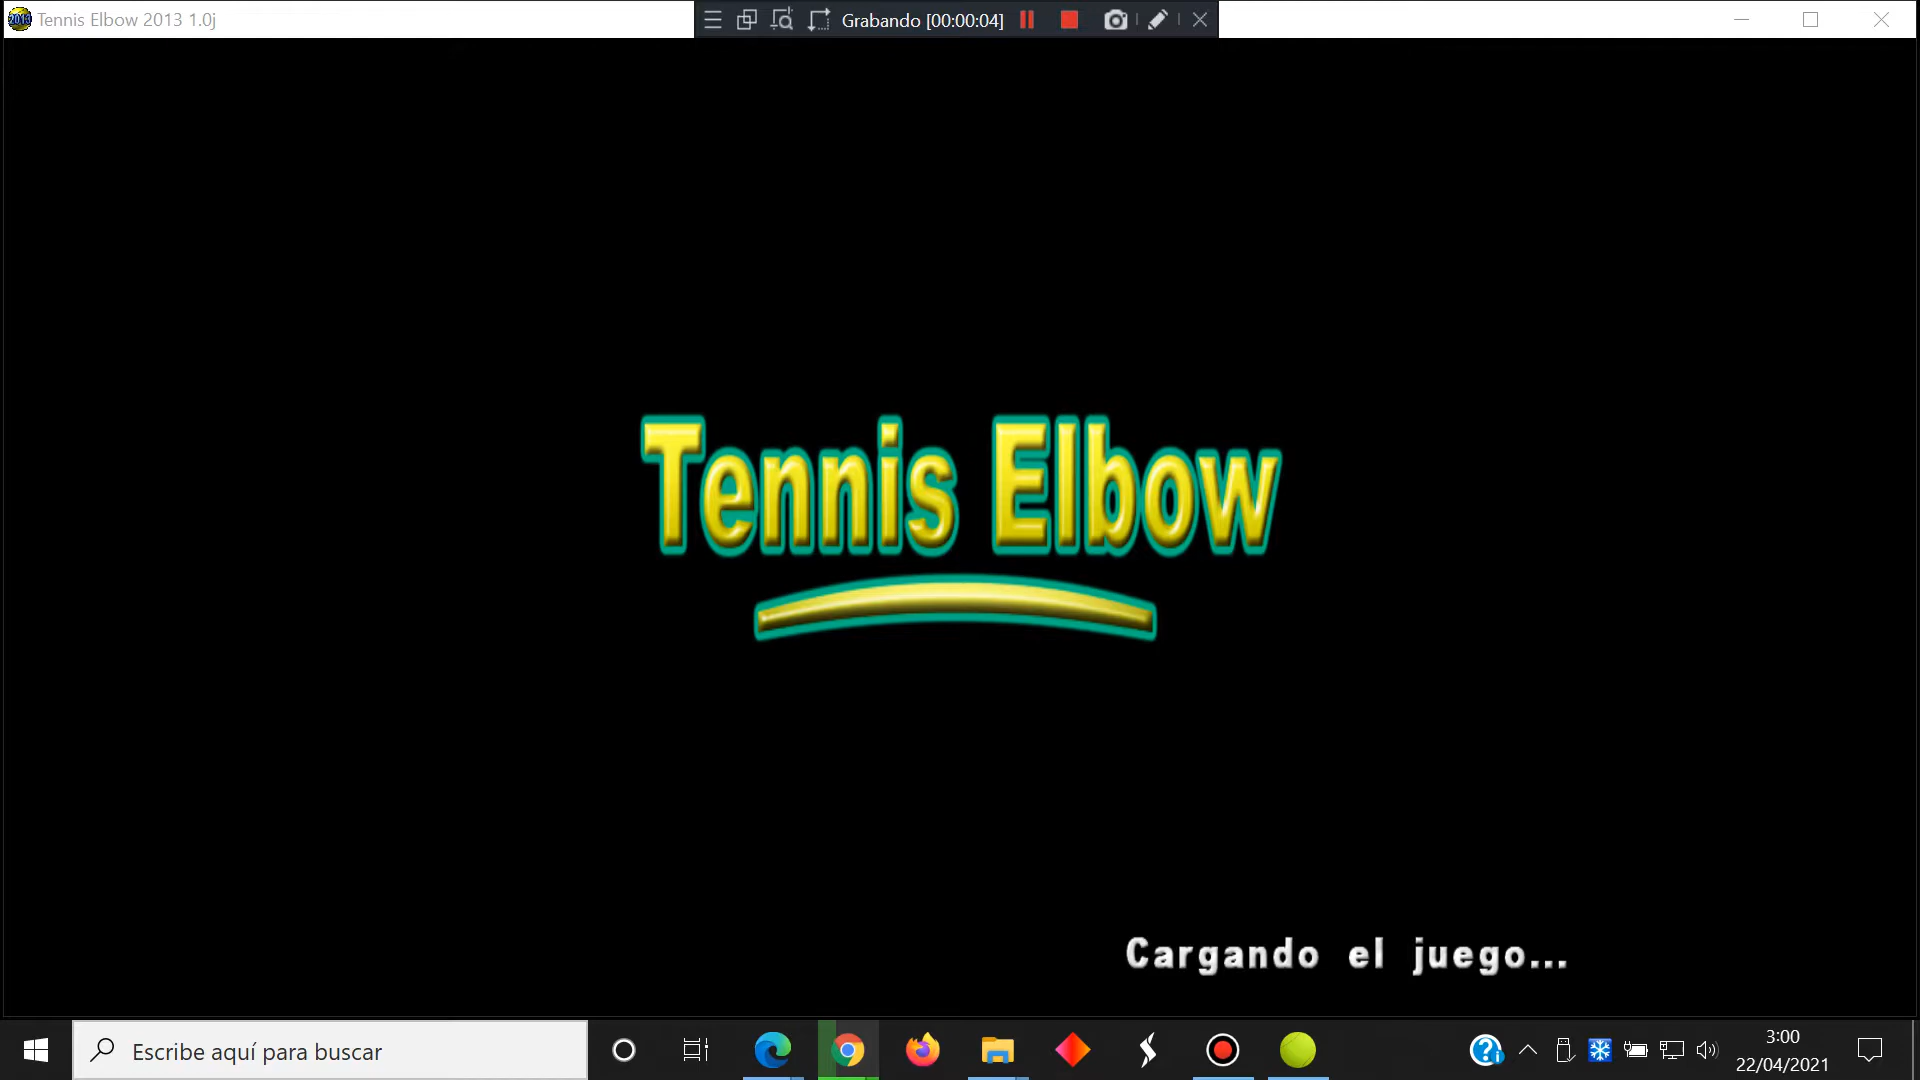 Tennis Elbow 2013 1.0j
Grabando [00:00:04]
Tennis Elbow
Cargando el juego...
Escribe aquí para buscar
3:00
22/04/2021